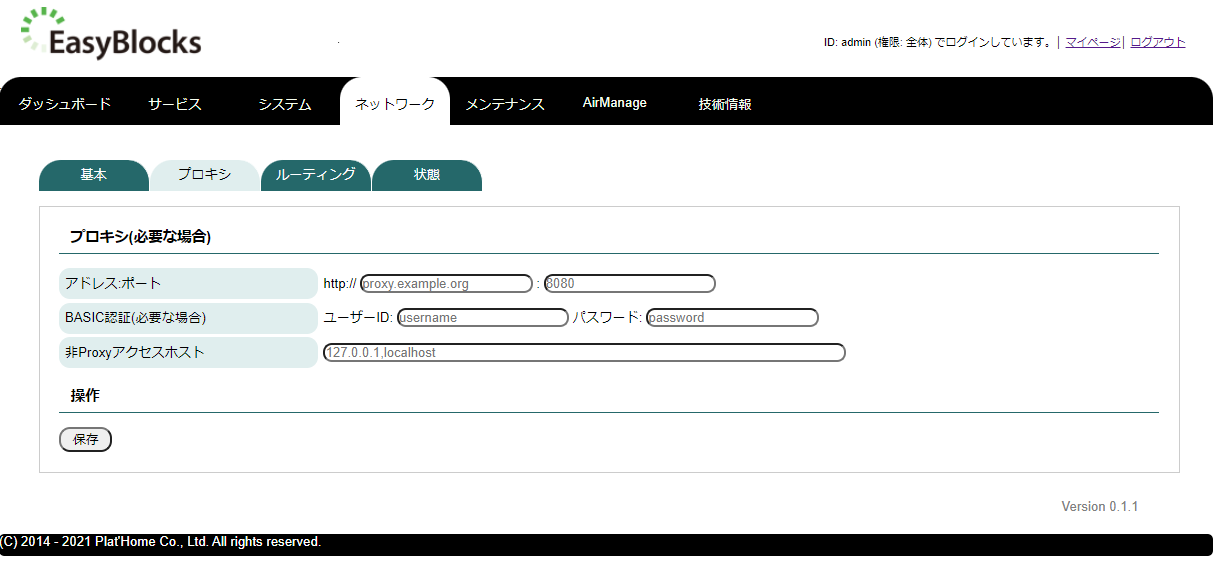 EasyBlocks
ID: admin (権限: 全体) でログインしています。 | マイページ | ログアウト
ダッシュボード サービス システム ネットワーク メンテナンス AirManage 技術情報
基本 プロキシ ルーティング 状態
プロキシ(必要な場合)
アドレス:ポート http:// proxy.example.org : 8080
BASIC認証(必要な場合) ユーザーID: username パスワード: password
非Proxyアクセスホスト 127.0.0.1,localhost
操作
保存
Version 0.1.1
(C) 2014 - 2021 Plat'Home Co., Ltd. All rights reserved.